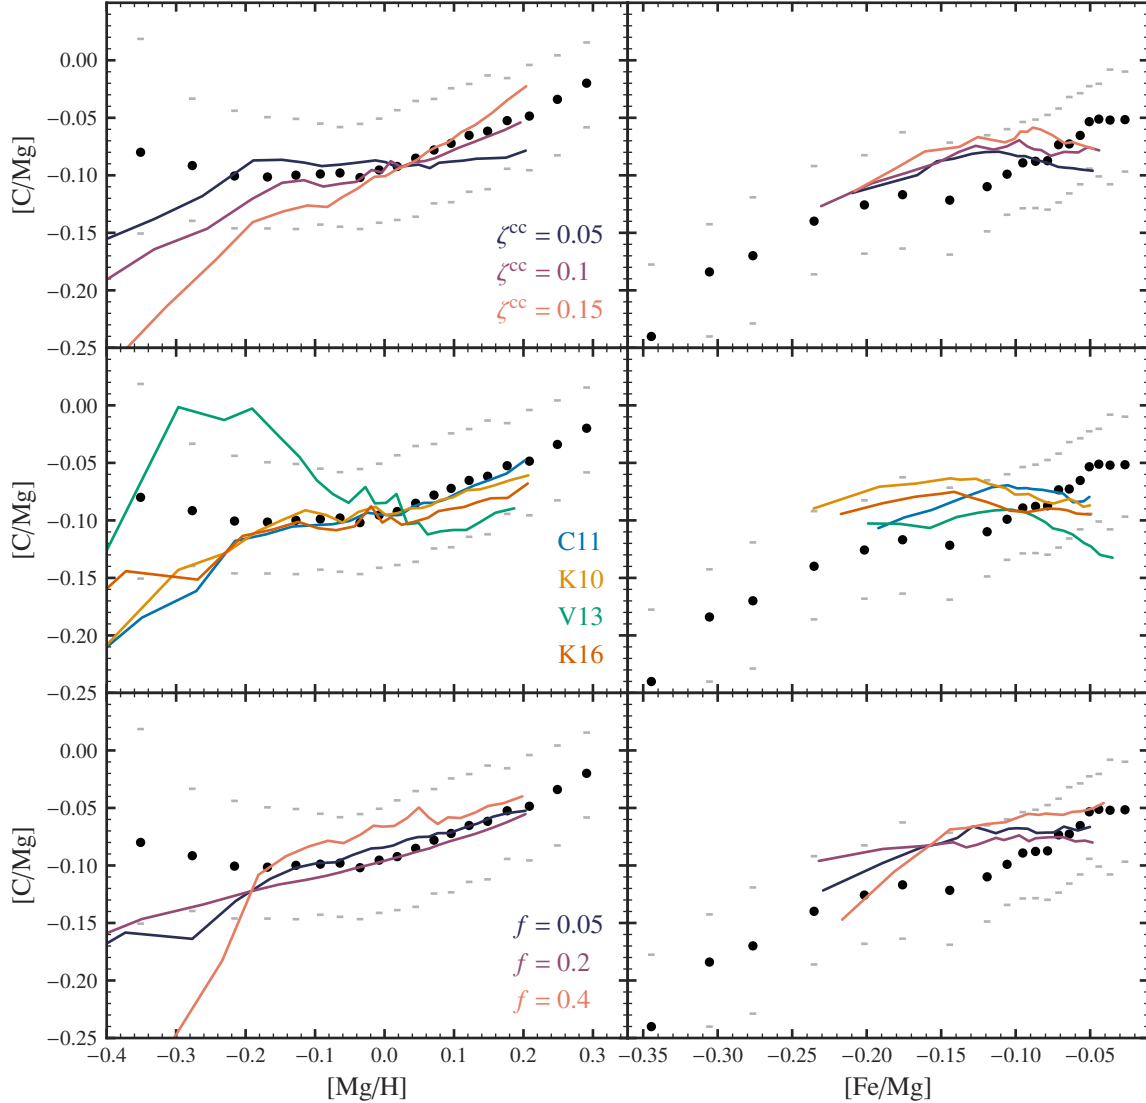 0.00
−0.05
−0.10
−0.15
−0.20
−0.25
[C/Mg]
ζcc = 0.05
ζcc = 0.1
ζcc = 0.15
0.00
−0.05
−0.10
−0.15
−0.20
−0.25
[C/Mg]
C11
K10
V13
K16
0.00
−0.05
−0.10
−0.15
−0.20
−0.25
[C/Mg]
f = 0.05
f = 0.2
f = 0.4
−0.4 −0.3 −0.2 −0.1 0.0 0.1 0.2 0.3
−0.35 −0.30 −0.25 −0.20 −0.15 −0.10 −0.05
[Mg/H]
[Fe/Mg]